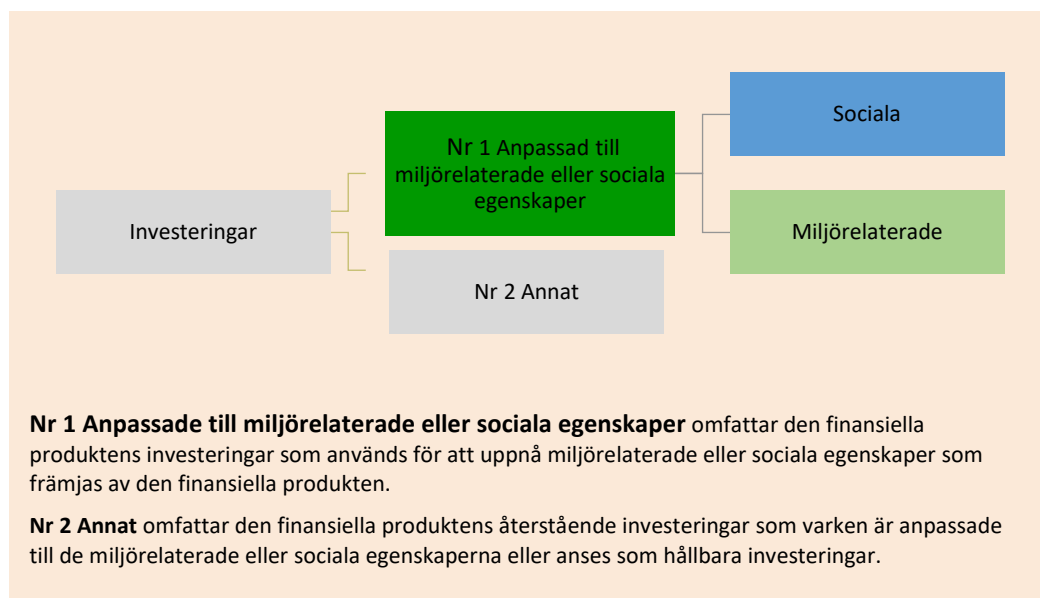 Sociala
Nr 1 Anpassad till
miljörelaterade eller sociala
egenskaper
Investeringar
Miljörelaterade
Nr 2 Annat
Nr 1 Anpassade till miljörelaterade eller sociala egenskaper omfattar den finansiella
produktens investeringar som används för att uppnå miljörelaterade eller sociala egenskaper som
främjas av den finansiella produkten.
Nr 2 Annat omfattar den finansiella produktens återstående investeringar som varken är anpassade
till de miljörelaterade eller sociala egenskaperna eller anses som hållbara investeringar.